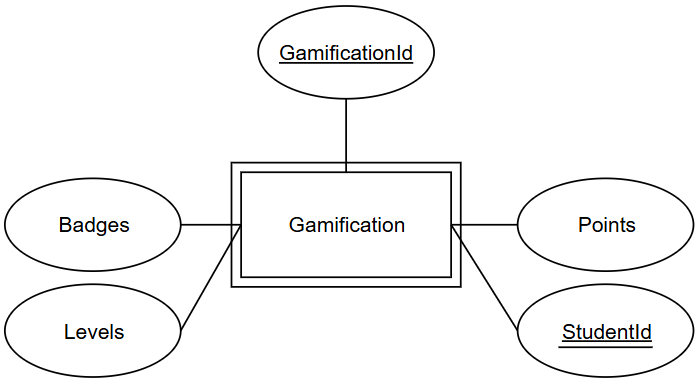 GamificationId
Badges
Gamification
Points
Levels
StudentId